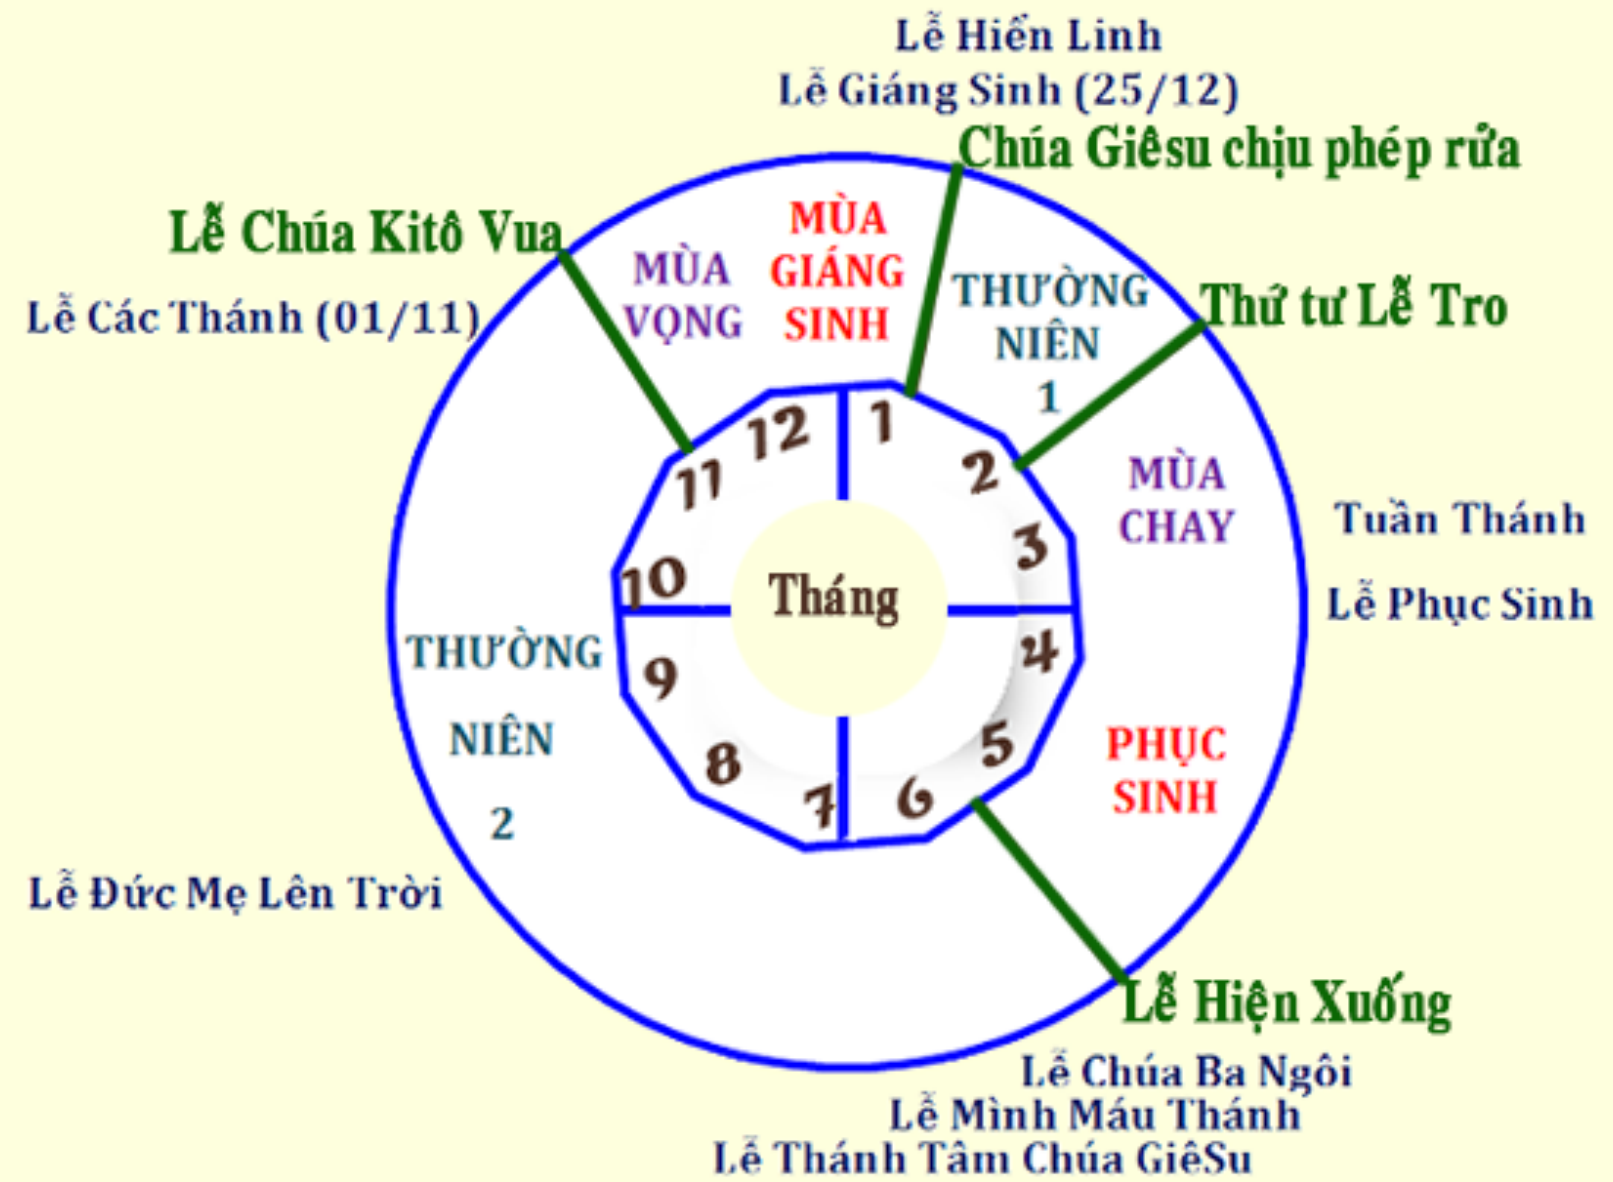 Lễ Hiển Linh
Lễ Giáng Sinh (25/12)
Chúa Giêsu chịu phép rửa
Lễ Chúa Kitô Vua
Lễ Các Thánh (01/11)
MÙA
VỌNG
MÙA
GIÁNG
SINH
THƯỜNG
NIÊN
1
Thứ tư Lễ Tro
MÙA
CHAY
Tuần Thánh
Lễ Phục Sinh
12
1
2
3
4
5
6
7
8
9
10
11
Tháng
THƯỜNG
NIÊN
2
PHỤC
SINH
Lễ Đức Mẹ Lên Trời
Lễ Hiện Xuống
Lễ Chúa Ba Ngôi
Lễ Mình Máu Thánh
Lễ Thánh Tâm Chúa GiêSu